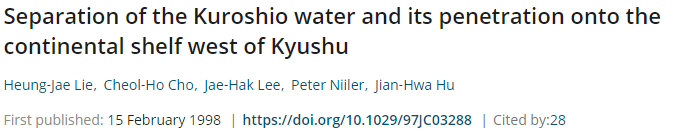 Separation of the Kuroshio water and its penetration onto the
continental shelf west of Kyushu
Heung-Jae Lie, Cheol-Ho Cho, Jae-Hak Lee, Peter Niiler, Jian-Hwa Hu
First published: 15 February 1998 | https://doi.org/10.1029/97JC03288 | Cited by:28